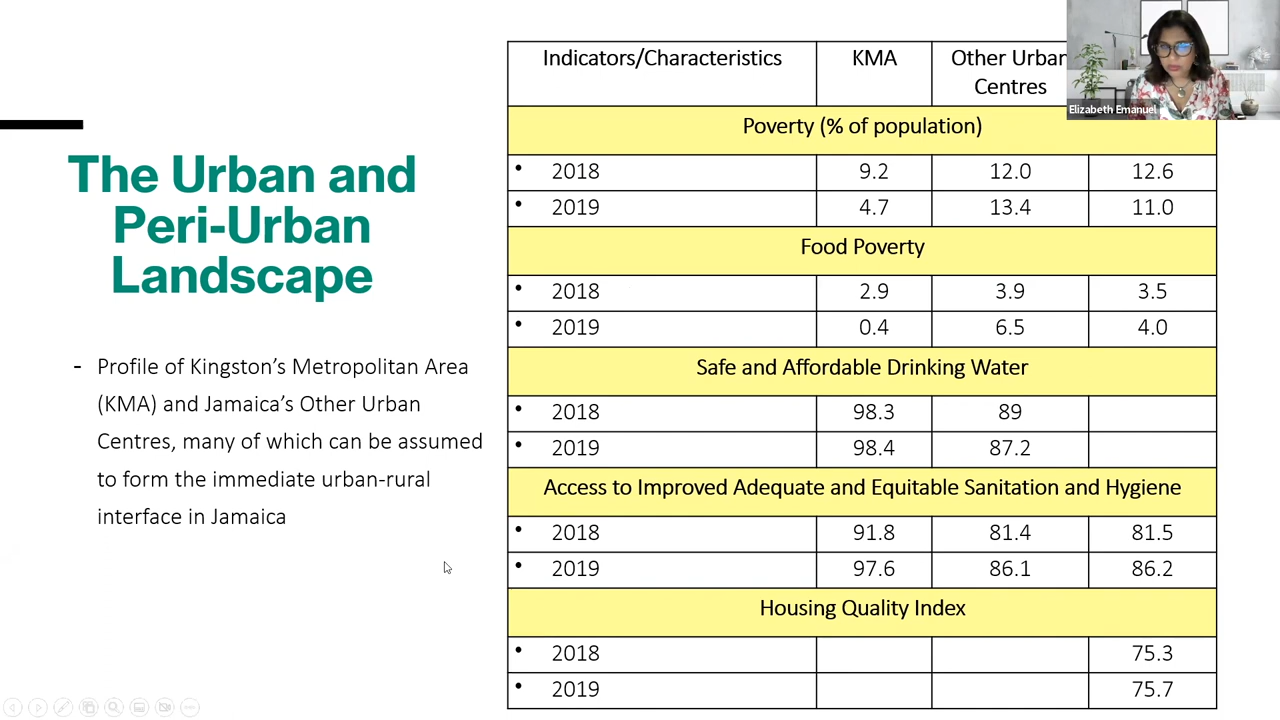 The Urban and
Peri-Urban
Landscape
- Profile of Kingston's Metropolitan Area
(KMA) and Jamaica's Other Urban
Centres, many of which can be assumed
to form the immediate urban-rural
interface in Jamaica
Indicators/Characteristics KMA Other Urban
Centres
Poverty (% of population)
• 2018 9.2 12.0 12.6
• 2019 4.7 13.4 11.0
Food Poverty
• 2018 2.9 3.9 3.5
• 2019 0.4 6.5 4.0
Safe and Affordable Drinking Water
• 2018 98.3 89
• 2019 98.4 87.2
Access to Improved Adequate and Equitable Sanitation and Hygiene
• 2018 91.8 81.4 81.5
• 2019 97.6 86.1 86.2
Housing Quality Index
• 2018 75.3
• 2019 75.7
Elizabeth Emanuel